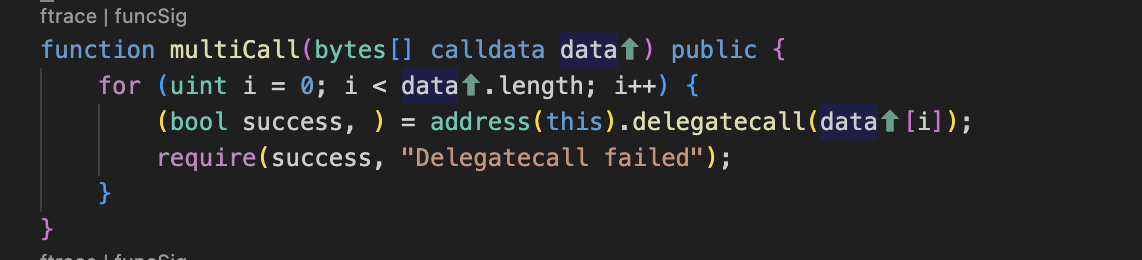 ftrace | funcSig
function multiCall(bytes[] calldata data⬆) public {
for (uint i = 0; i < data⬆.length; i++) {
(bool success, ) = address(this).delegatecall(data⬆[i]);
require(success, "Delegatecall failed");
}
}
ftrace | funcSig